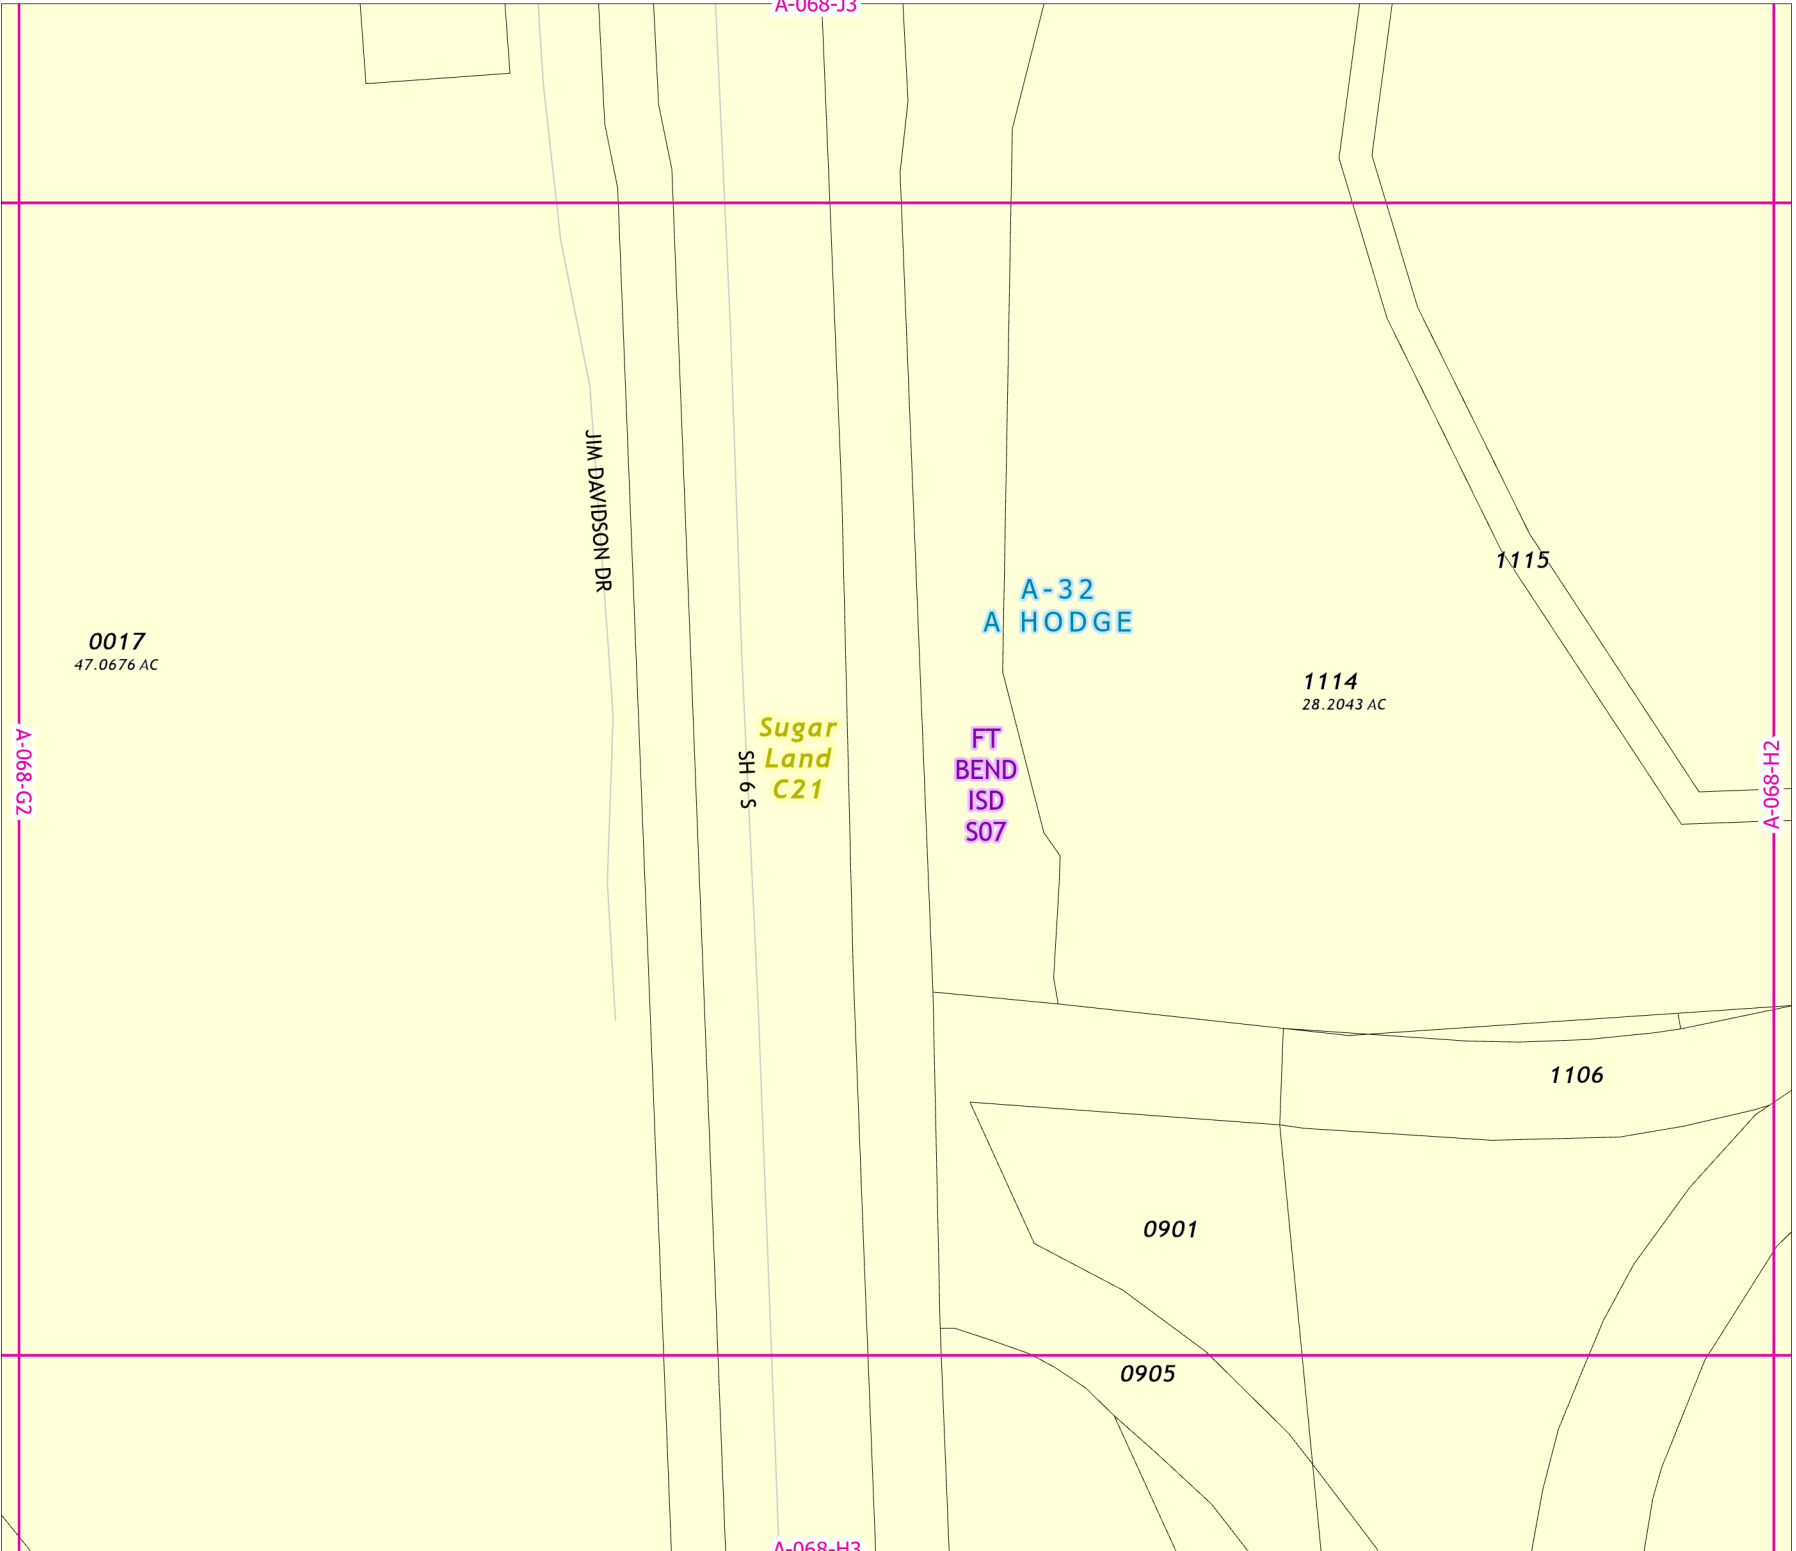 A-068-J3
JIM DAVIDSON DR
1115
A-32
A HODGE
0017
47.0676 AC
1114
28.2043 AC
Sugar
Land
C21
FT
BEND
ISD
S07
SH 6 S
A-068-G2
A-068-H2
1106
0901
0905
A-068-H3